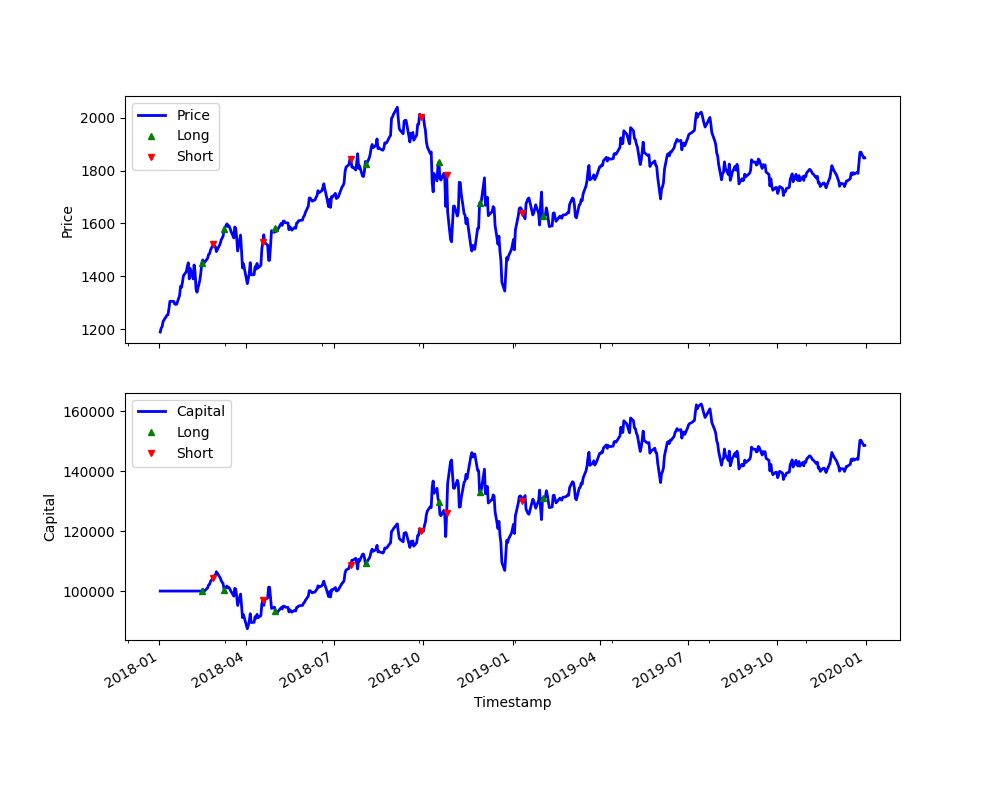 2000
1800
1600
1400
1200
Price
Price
Long
Short
160000
140000
120000
100000
Capital
Capital
Long
Short
2018-01
2018-04
2018-07
2018-10
2019-01
2019-04
2019-07
2019-10
2020-01
Timestamp